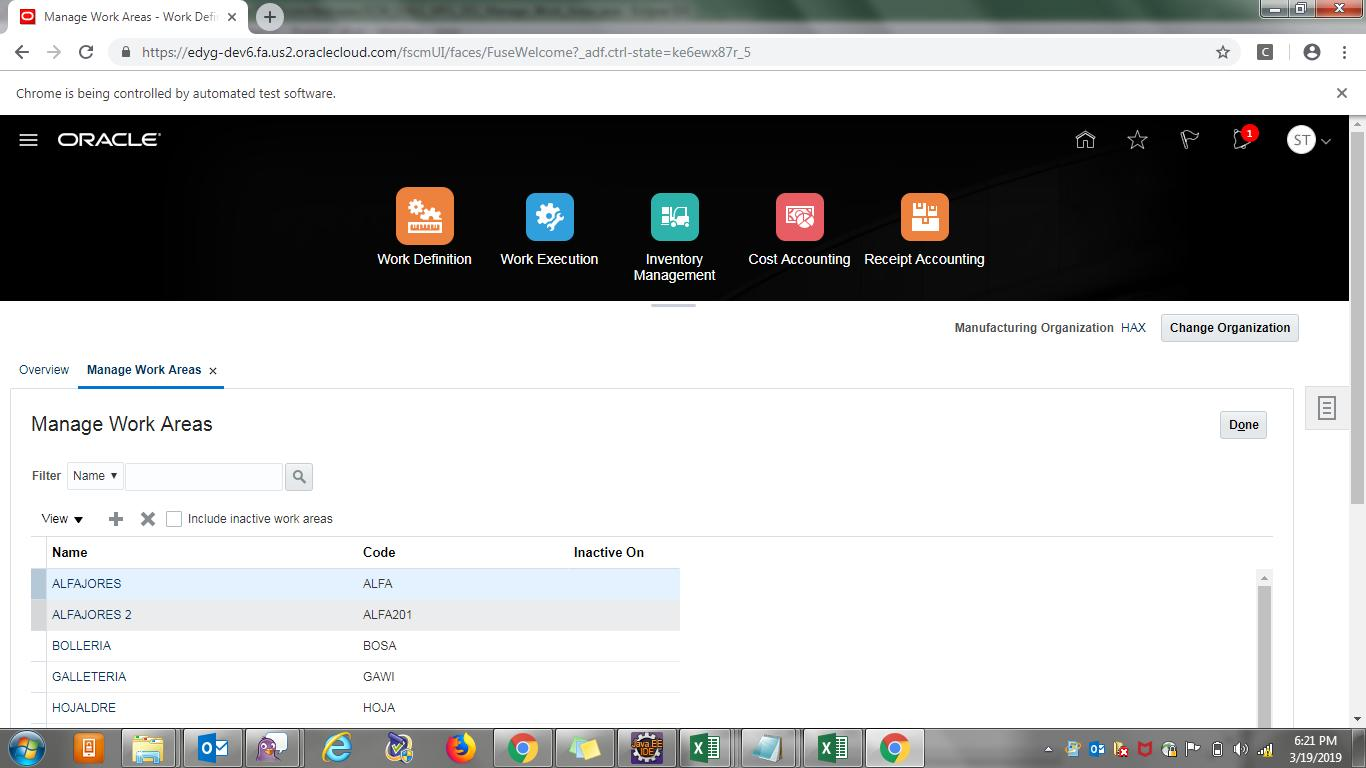 Manage Work Areas - Work Defin
https://edyg-dev6.fa.us2.oraclecloud.com/fscmUI/faces/FuseWelcome?_adf.ctrl-state=ke6ewx87r_5
C
Chrome is being controlled by automated test software.
ORACLE
1
ST
Work Definition
Work Execution
Inventory Management
Cost Accounting
Receipt Accounting
Manufacturing Organization HAX Change Organization
Overview Manage Work Areas
Manage Work Areas
Done
Filter Name
View Include inactive work areas
Name Code Inactive On
ALFAJORES ALFA
ALFAJORES 2 ALFA201
BOLLERIA BOSA
GALLETERIA GAWI
HOJALDRE HOJA
Java EE
IDE
6:21 PM
3/19/2019